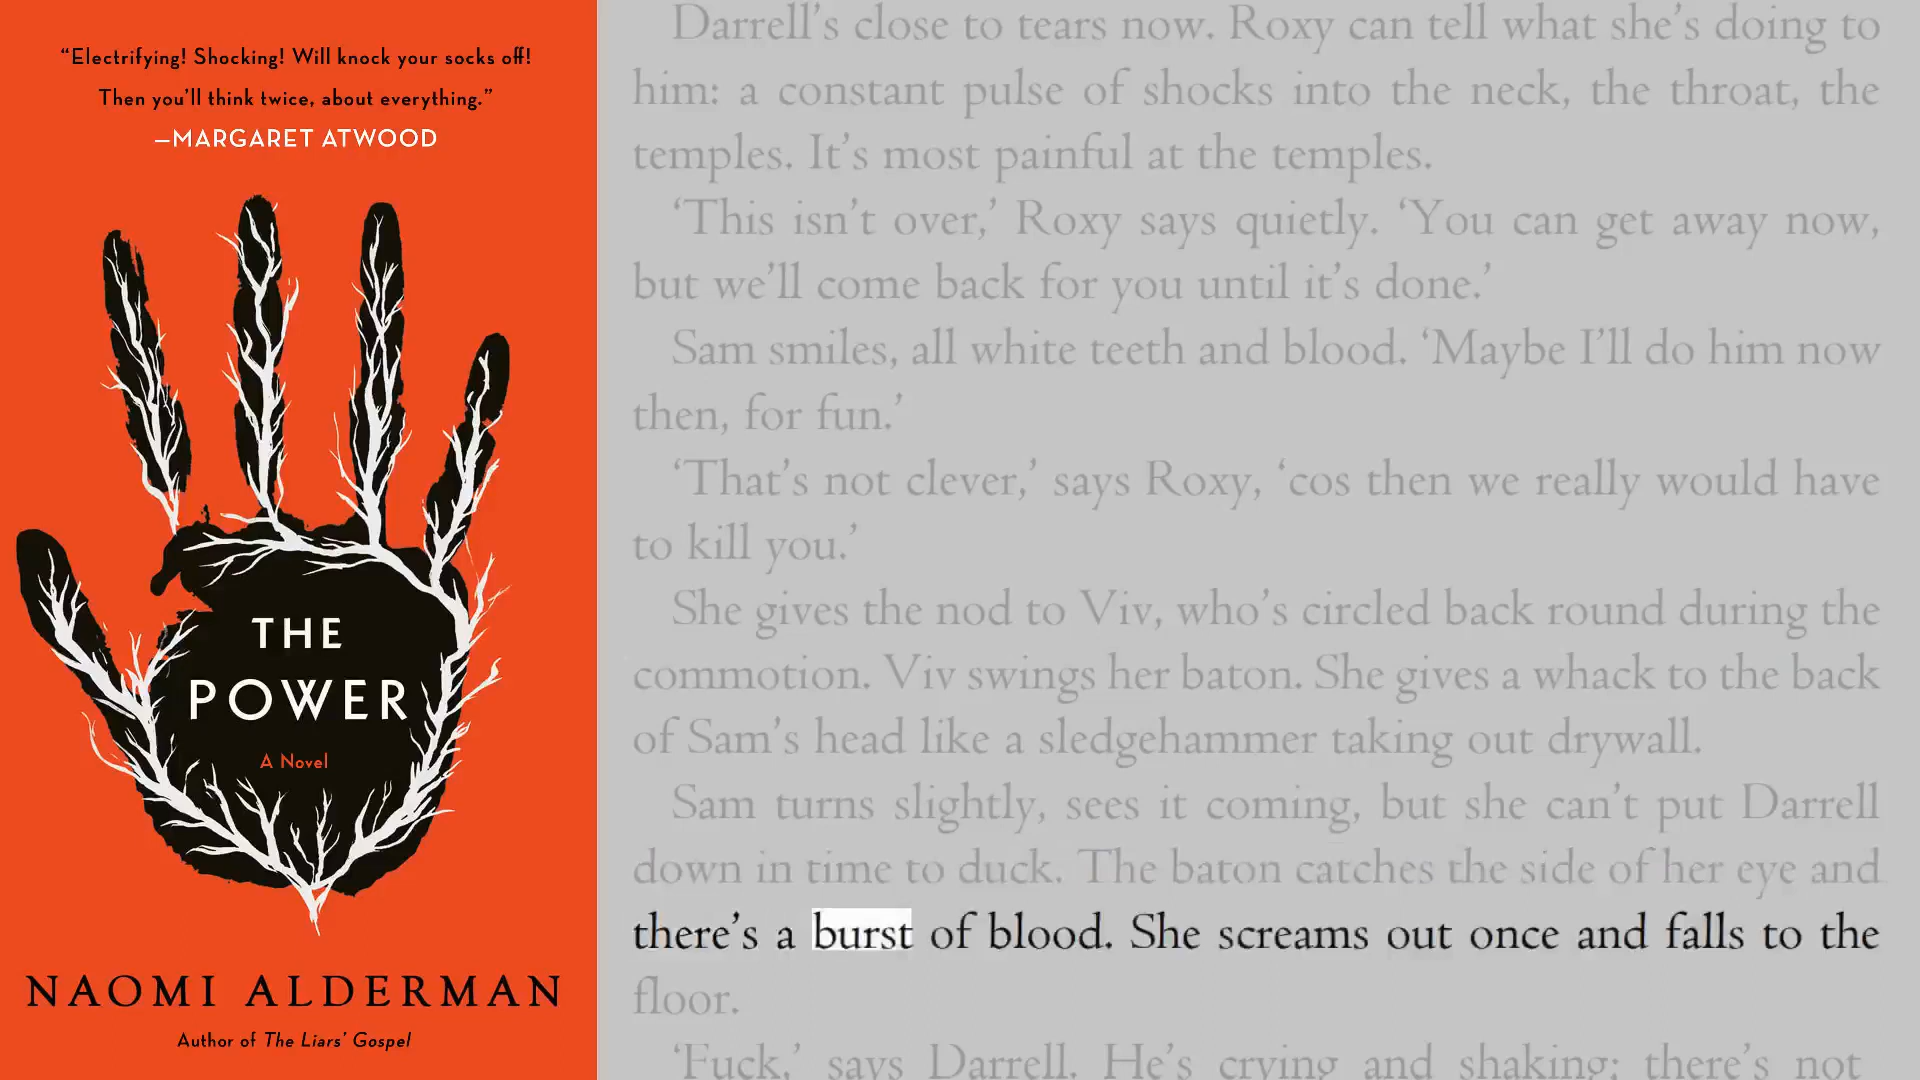 “Electrifying! Shocking! Will knock your socks off!
Then you’ll think twice, about everything.”
—MARGARET ATWOOD
THE
POWER
A Novel
NAOMI ALDERMAN
Author of The Liars’ Gospel
Darrell’s close to tears now. Roxy can tell what she’s doing to
him: a constant pulse of shocks into the neck, the throat, the
temples. It’s most painful at the temples.
‘This isn’t over,’ Roxy says quietly. ‘You can get away now,
but we’ll come back for you until it’s done.’
Sam smiles, all white teeth and blood. ‘Maybe I’ll do him now
then, for fun.’
‘That’s not clever,’ says Roxy, ‘cos then we really would have
to kill you.’
She gives the nod to Viv, who’s circled back round during the
commotion. Viv swings her baton. She gives a whack to the back
of Sam’s head like a sledgehammer taking out drywall.
Sam turns slightly, sees it coming, but she can’t put Darrell
down in time to duck. The baton catches the side of her eye and
there’s a burst of blood. She screams out once and falls to the
floor.
‘Fuck,’ says Darrell. He’s crying and shaking; there’s not